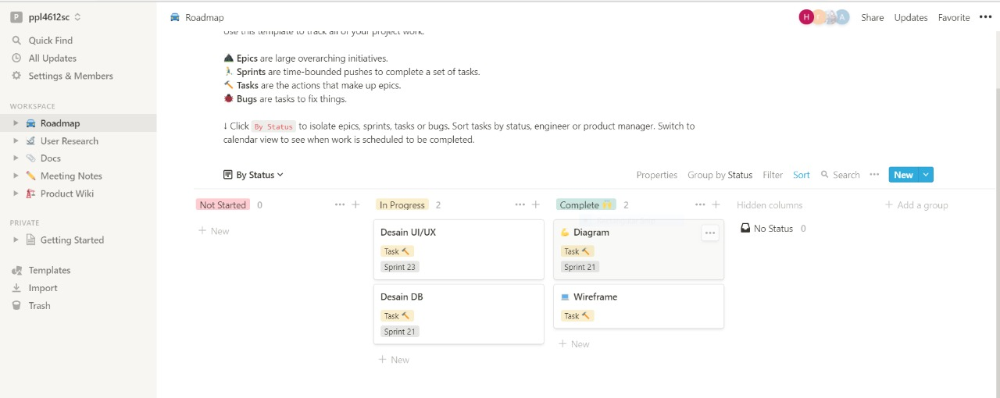 P ppl4612sc
Roadmap
H A Share Updates Favorite •••
Quick Find
All Updates
Settings & Members
WORKSPACE
Roadmap
User Research
Docs
Meeting Notes
Product Wiki
PRIVATE
Getting Started
Templates
Import
Trash
Use this template to track all of your project work.
Epics are large overarching initiatives.
Sprints are time-bounded pushes to complete a set of tasks.
Tasks are the actions that make up epics.
Bugs are tasks to fix things.
↓ Click By Status to isolate epics, sprints, tasks or bugs. Sort tasks by status, engineer or product manager. Switch to
calendar view to see when work is scheduled to be completed.
By Status
Properties Group by Status Filter Sort Search ••• New
Not Started 0 ••• +
+ New
In Progress 2 ••• +
Desain UI/UX
Task
Sprint 23
Desain DB
Task
Sprint 21
+ New
Complete 2 ••• +
Diagram •••
Task
Sprint 21
Wireframe
Task
+ New
Hidden columns
No Status 0
+ Add a group